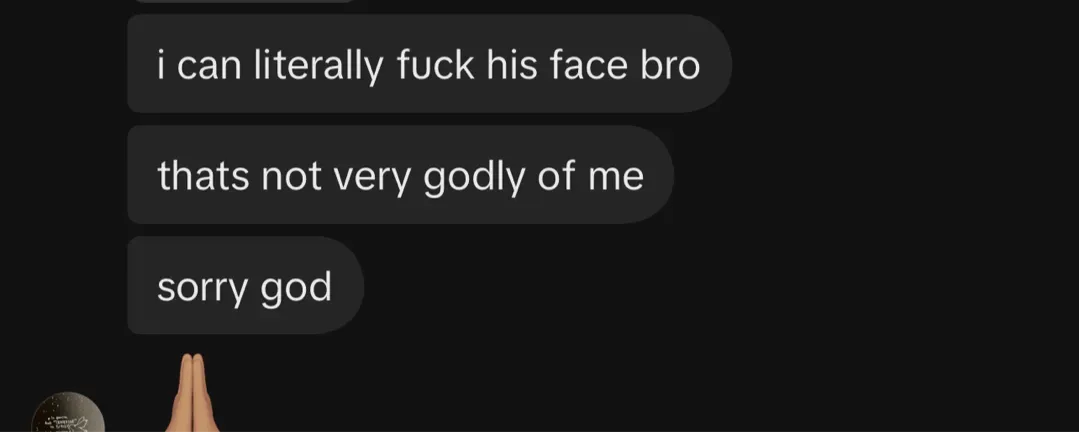 i can literally fuck his face bro
thats not very godly of me
sorry god
🙏🏽